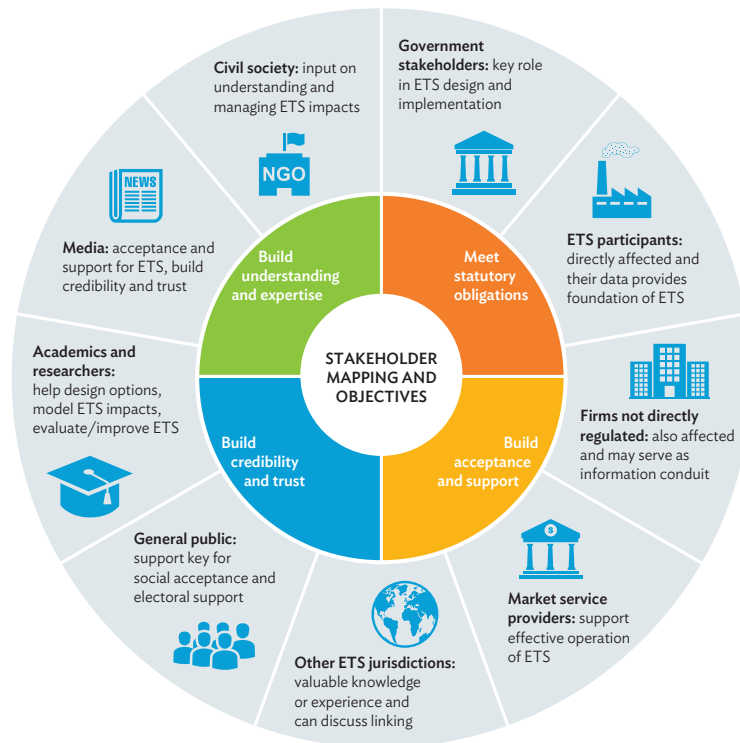 Government
stakeholders: key role
in ETS design and
implementation
ETS participants:
directly affected and
their data provides
foundation of ETS
Firms not directly
regulated: also affected
and may serve as
information conduit
Market service
providers: support
effective operation
of ETS
Other ETS jurisdictions:
valuable knowledge
or experience and
can discuss linking
General public:
support key for
social acceptance and
electoral support
Academics and
researchers:
help design options,
model ETS impacts,
evaluate/improve ETS
Media: acceptance and
support for ETS, build
credibility and trust
NEWS
Civil society: input on
understanding and
managing ETS impacts
NGO
$
Build
understanding
and expertise
Meet
statutory
obligations
Build
credibility
and trust
Build
acceptance
and support
STAKEHOLDER
MAPPING AND
OBJECTIVES